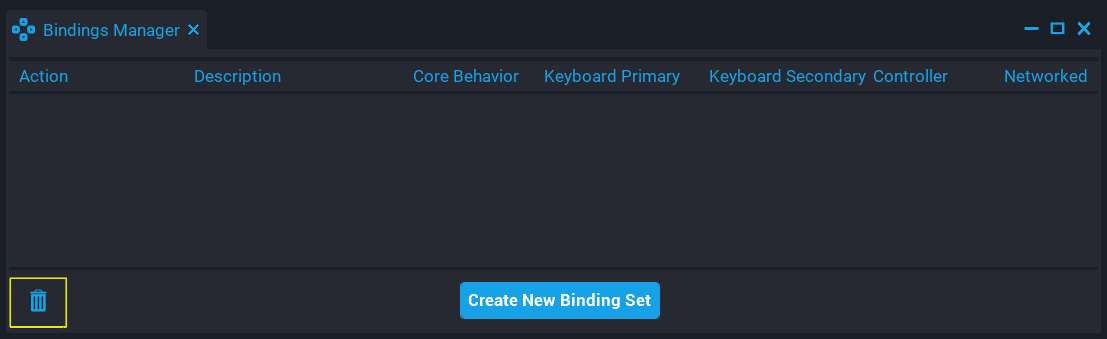 Bindings Manager
Action Description Core Behavior Keyboard Primary Keyboard Secondary Controller Networked
Create New Binding Set